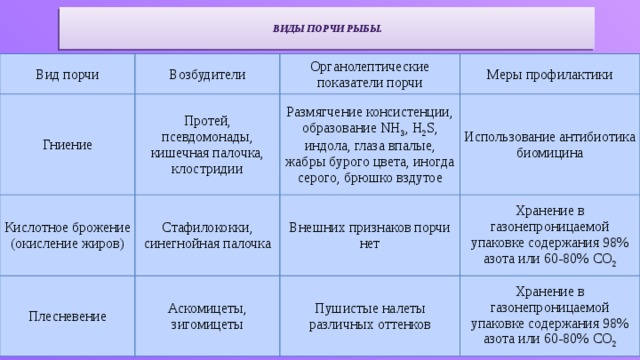 ВИДЫ ПОРЧИ РЫБЫ.
Вид порчи
Возбудители
Органолептические
показатели порчи
Меры профилактики
Гниение
Протей,
псевдомонады,
кишечная палочка,
клостридии
Размягчение консистенции,
образование NH₃, H₂S,
индола, глаза впалые,
жабры бурого цвета, иногда
серого, брюшко вздутое
Использование антибиотика
биомицина
Кислотное брожение
(окисление жиров)
Стафилококки,
синегнойная палочка
Внешних признаков порчи
нет
Хранение в
газонепроницаемой
упаковке содержания 98%
азота или 60-80% CO₂
Плесневение
Аскомицеты,
зигомицеты
Пушистые налеты
различных оттенков
Хранение в
газонепроницаемой
упаковке содержания 98%
азота или 60-80% CO₂